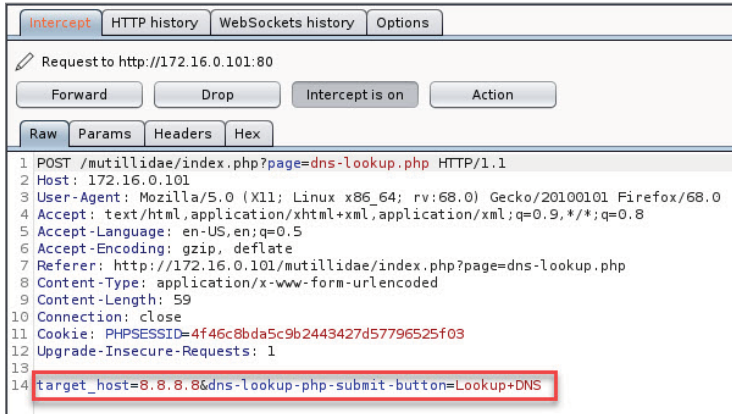 Intercept HTTP history WebSockets history Options
Request to http://172.16.0.101:80
Forward Drop Intercept is on Action
Raw Params Headers Hex
1 POST /mutillidae/index.php?page=dns-lookup.php HTTP/1.1
2 Host: 172.16.0.101
3 User-Agent: Mozilla/5.0 (X11; Linux x86_64; rv:68.0) Gecko/20100101 Firefox/68.0
4 Accept: text/html,application/xhtml+xml,application/xml;q=0.9,*/*;q=0.8
5 Accept-Language: en-US,en;q=0.5
6 Accept-Encoding: gzip, deflate
7 Referer: http://172.16.0.101/mutillidae/index.php?page=dns-lookup.php
8 Content-Type: application/x-www-form-urlencoded
9 Content-Length: 59
10 Connection: close
11 Cookie: PHPSESSID=4f46c8bda5c9b2443427d57796525f03
12 Upgrade-Insecure-Requests: 1
13
14 target_host=8.8.8.8&dns-lookup-php-submit-button=Lookup+DNS